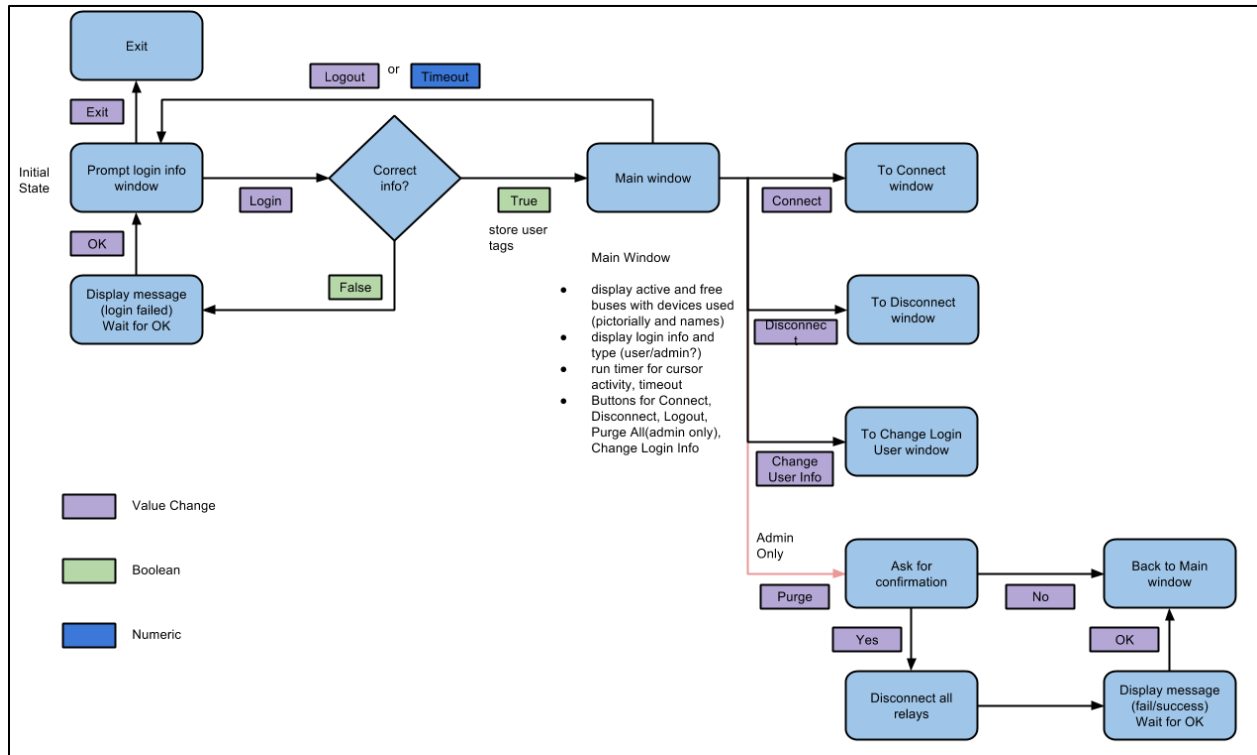 Exit
Logout
or
Timeout
Exit
Initial
State
Prompt login info
window
Login
Correct
info?
True
store user
tags
Main window
Connect
To Connect
window
OK
False
Display message
(login failed)
Wait for OK
Main Window
● display active and free
buses with devices used
(pictorially and names)
● display login info and
type (user/admin?)
● run timer for cursor
activity, timeout
● Buttons for Connect,
Disconnect, Logout,
Purge All(admin only),
Change Login Info
Disconnec
t
To Disconnect
window
Change
User Info
To Change Login
User window
Value Change
Boolean
Numeric
Admin
Only
Purge
Ask for
confirmation
No
Back to Main
window
Yes
OK
Disconnect all
relays
Display message
(fail/success)
Wait for OK